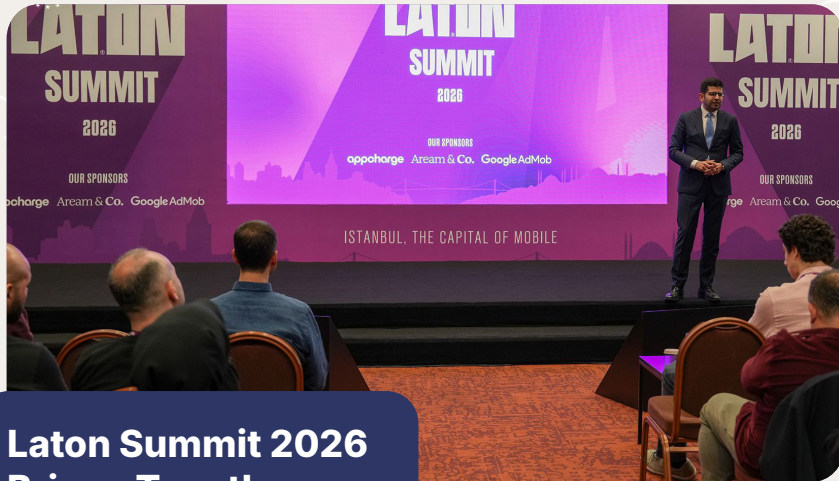 LATON
SUMMIT
2026
OUR SPONSORS
Aream & Co. Google AdMob
LATON
SUMMIT
2026
OUR SPONSORS
appcharge Aream & Co. Google AdMob
LATON
SUMMIT
2026
OUR SPONSORS
Aream & Co.
ISTANBUL, THE CAPITAL OF MOBILE
Laton Summit 2026